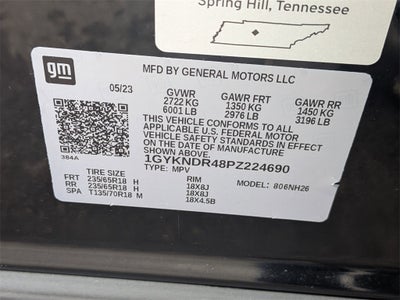 Spring Hill, Tennessee
gm
MFD BY GENERAL MOTORS LLC
05/23
GVWR GAWR FRT GAWR RR
2722 KG 1350 KG 1450 KG
6001 LB 2976 LB 3196 LB
THIS VEHICLE CONFORMS TO ALL
APPLICABLE U.S. FEDERAL MOTOR
VEHICLE SAFETY STANDARDS IN EFFECT
ON THE DATE OF MANUFACTURE
SHOWN ABOVE.
384A
1GYKNDR48PZ224690
TYPE: MPV MODEL: 806NH26
TIRE SIZE RIM
FRT 235/65R18 H 18X8J
RR 235/65R18 H 18X8J
SPA T135/70R18 M 18X4.5B